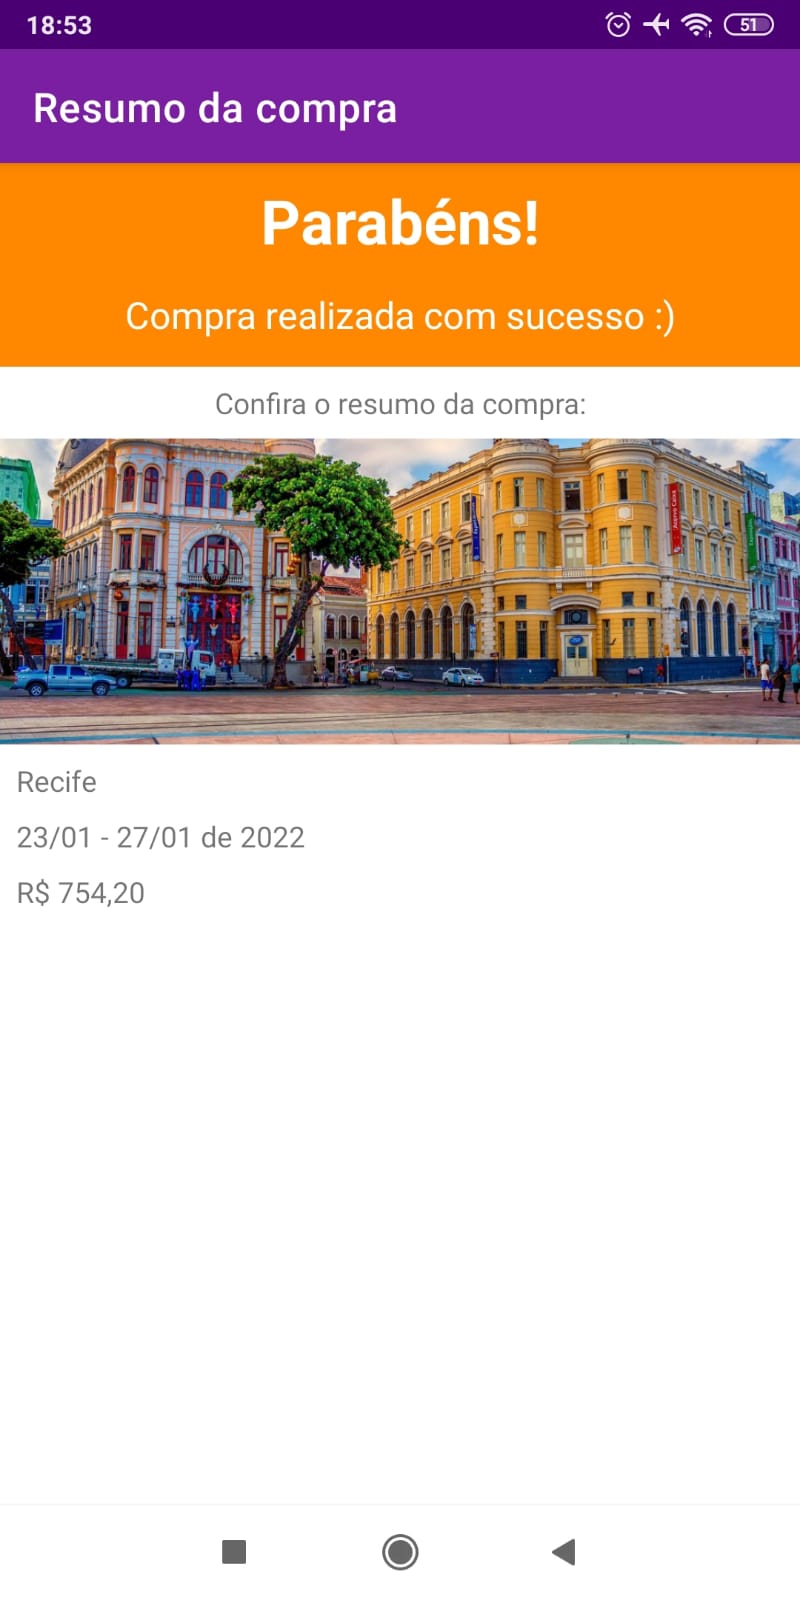 18:53
51
Resumo da compra
Parabéns!
Compra realizada com sucesso :)
Confira o resumo da compra:
Recife
23/01 - 27/01 de 2022
R$ 754,20